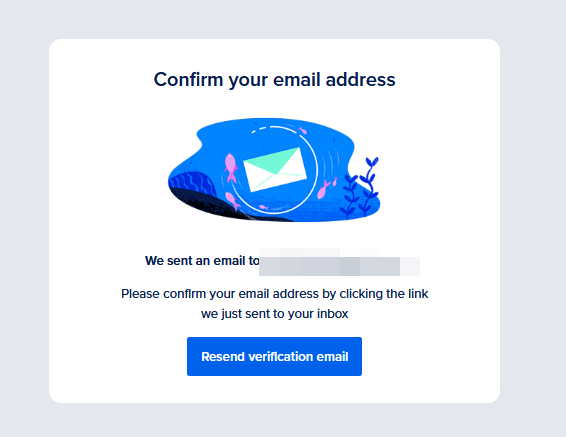 Confirm your email address
We sent an email to
Please confirm your email address by clicking the link
we just sent to your inbox
Resend verification email